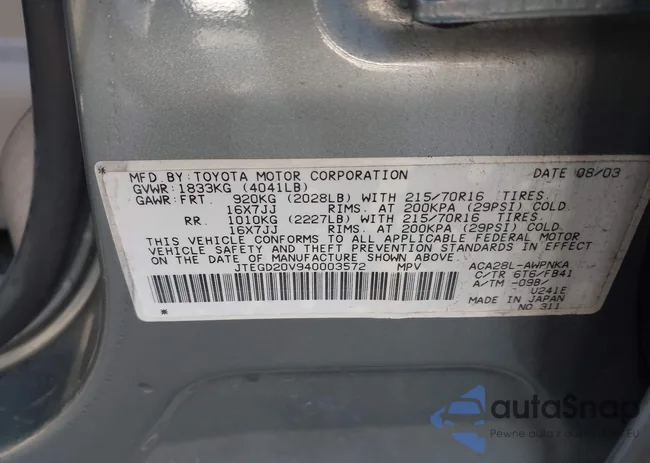 MFD.BY:TOYOTA MOTOR CORPORATION DATE 08/03
GVWR:1833KG (4041LB)
GAWR:FRT. 920KG (2028LB) WITH 215/70R16 TIRES.
16X7JJ RIMS. AT 200KPA (29PSI) COLD.
RR. 1010KG (2227LB) WITH 215/70R16 TIRES.
16X7JJ RIMS. AT 200KPA (29PSI) COLD.
THIS VEHICLE CONFORMS TO ALL APPLICABLE FEDERAL MOTOR
VEHICLE SAFETY AND THEFT PREVENTION STANDARDS IN EFFECT
ON THE DATE OF MANUFACTURE SHOWN ABOVE.
JTEGD20V940003572 MPV ACA28L-AWPNKA
C/TR 6T6/FB41
A/TM -09B/
U241E
MADE IN JAPAN
NO.311
autoSnap
Pewne auta z a EU